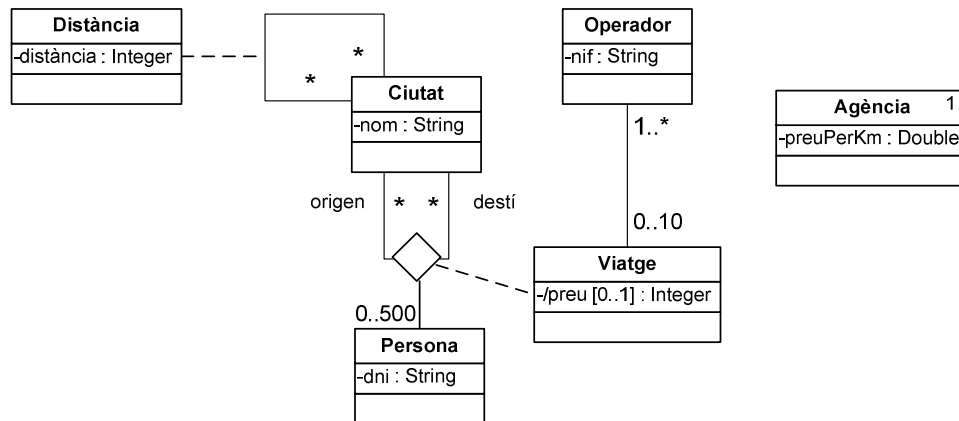 Distància
-distància : Integer
*
*
Ciutat
-nom : String
origen
*
*
destí
0..500
Persona
-dni : String
Operador
-nif : String
1..*
0..10
Viatge
-/preu [0..1] : Integer
Agència 1
-preuPerKm : Double